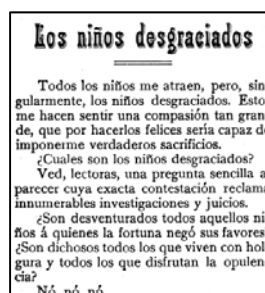 Los niños desgraciados
Todos los niños me atraen, pero, sin
gularmente, los niños desgraciados. Esto
me hacen sentir una compasión tan gran
de, que por hacerlos felices sería capaz d
imponerme verdaderos sacrificios.
¿Cuales son los niños desgraciados?
Ved, lectoras, una pregunta sencilla a
parecer cuya exacta contestación reclama
innumerables investigaciones y juicios.
¿Son desventurados todos aquellos ni
ños á quienes la fortuna negó sus favores
¿Son dichosos todos los que viven con hol
gura y todos los que disfrutan la opulen
cia?
Nó, nó, nó